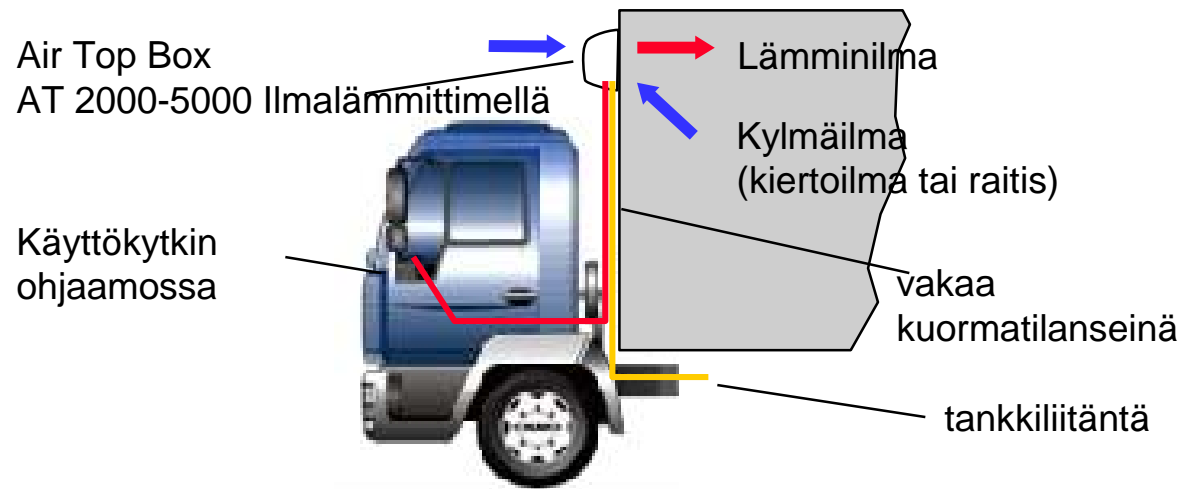 Air Top Box
AT 2000-5000 Ilmalämmittimellä
Lämminilma
Kylmäilma
(kiertoilma tai raitis)
Käyttökytkin
ohjaamossa
vakaa
kuormatilanseinä
tankkiliitäntä